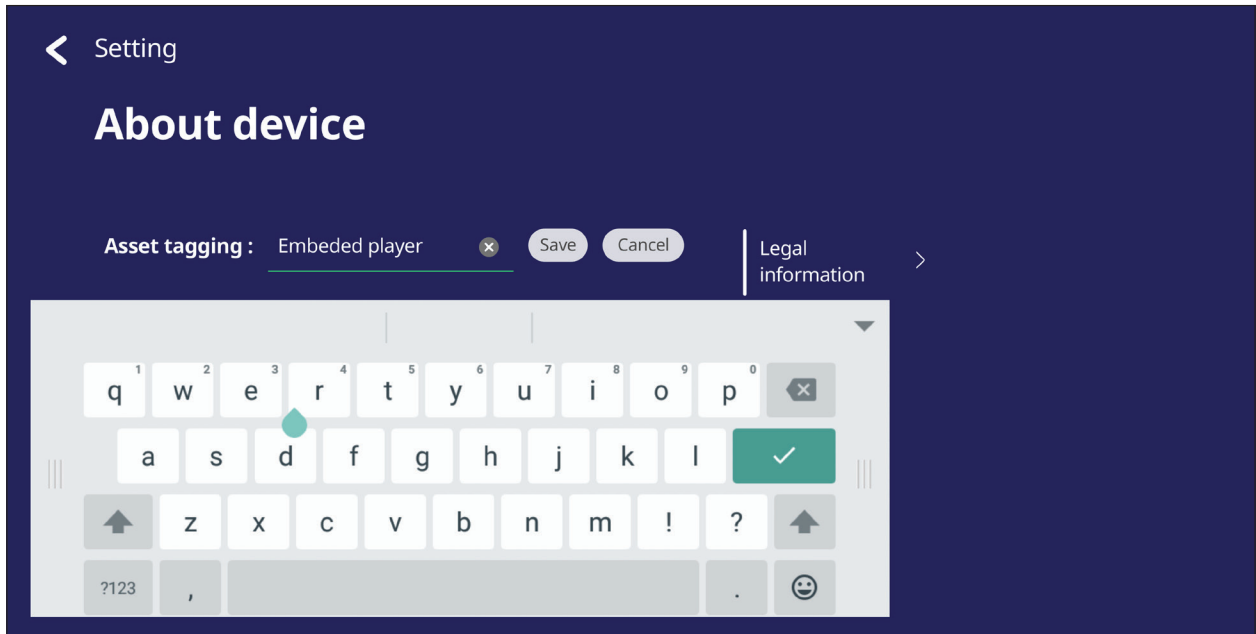 Setting
About device
Asset tagging : Embeded player Save Cancel
Legal
information
q 1 w 2 e 3 r 4 t 5 y 6 u 7 i 8 o 9 p 0
a s d f g h j k l
z x c v b n m ! ?
?123 , .